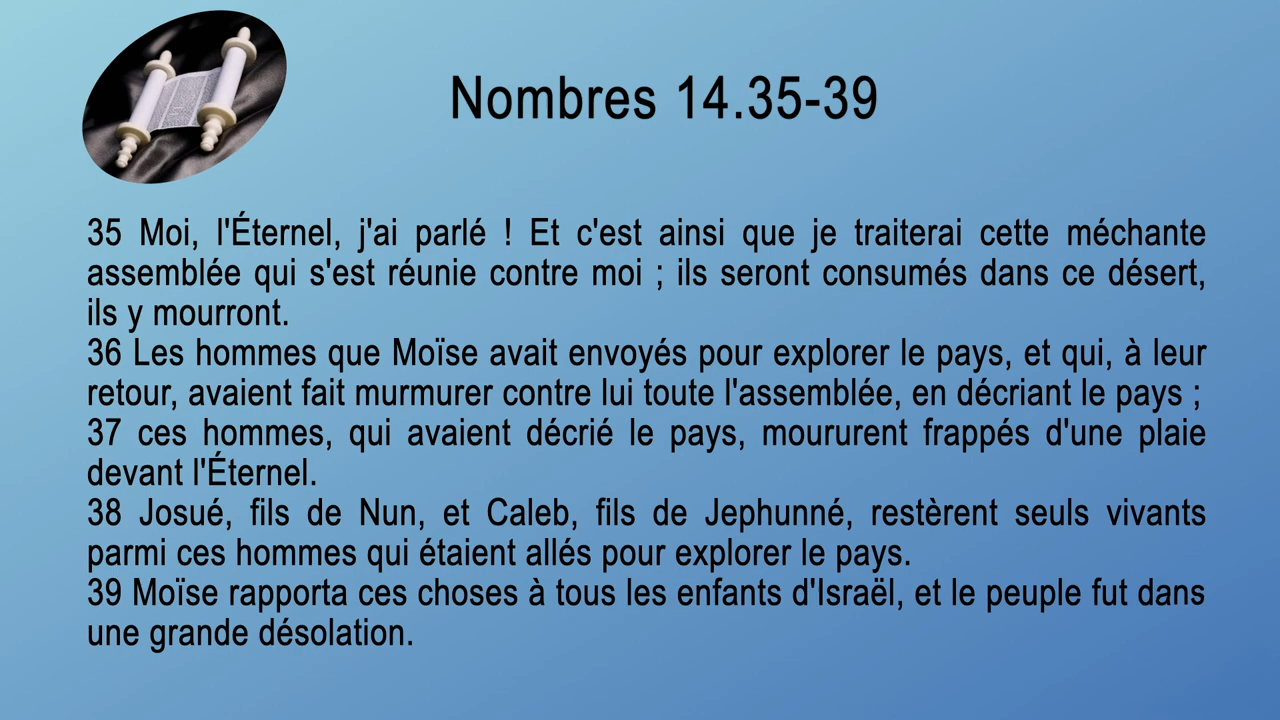 Nombres 14.35-39
35 Moi, l'Éternel, j'ai parlé ! Et c'est ainsi que je traiterai cette méchante
assemblée qui s'est réunie contre moi ; ils seront consumés dans ce désert,
ils y mourront.
36 Les hommes que Moïse avait envoyés pour explorer le pays, et qui, à leur
retour, avaient fait murmurer contre lui toute l'assemblée, en décriant le pays ;
37 ces hommes, qui avaient décrié le pays, moururent frappés d'une plaie
devant l'Éternel.
38 Josué, fils de Nun, et Caleb, fils de Jephunné, restèrent seuls vivants
parmi ces hommes qui étaient allés pour explorer le pays.
39 Moïse rapporta ces choses à tous les enfants d'Israël, et le peuple fut dans
une grande désolation.